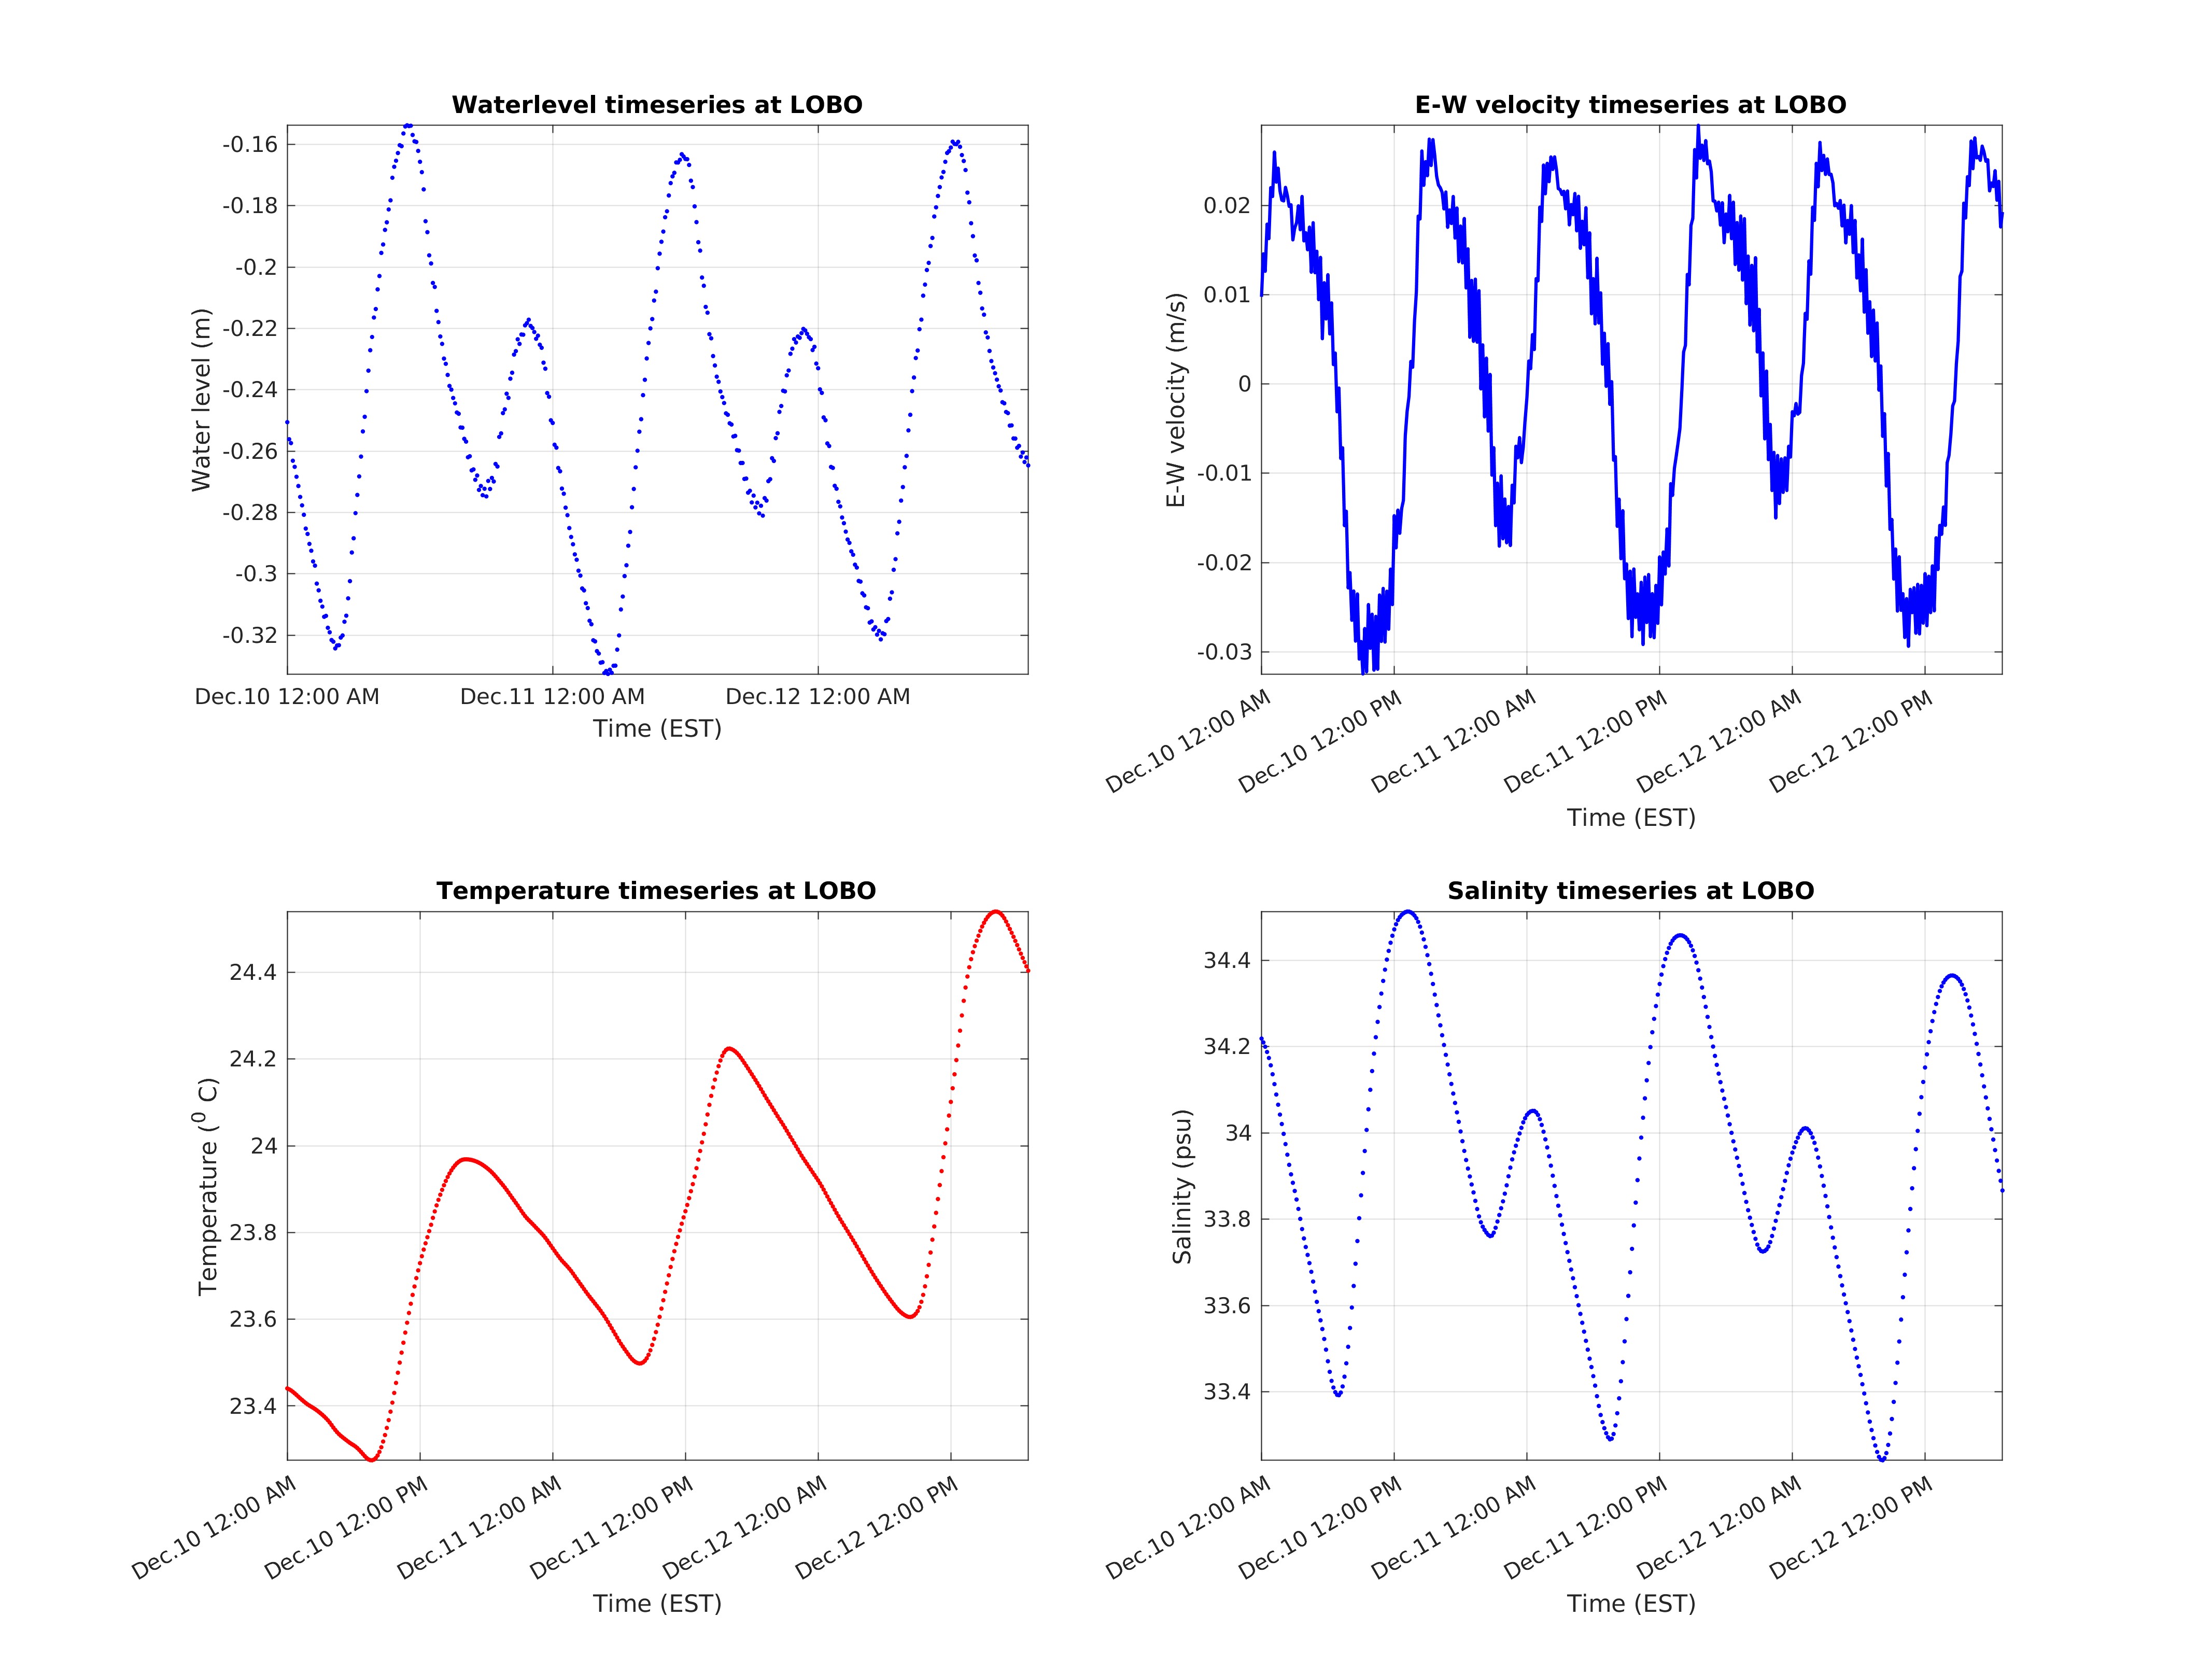 Waterlevel timeseries at LOBO
-0.16
-0.18
-0.2
-0.22
-0.24
-0.26
-0.28
-0.3
-0.32
Water level (m)
Dec.10 12:00 AM Dec.11 12:00 AM Dec.12 12:00 AM
Time (EST)
E-W velocity timeseries at LOBO
0.02
0.01
0
-0.01
-0.02
-0.03
E-W velocity (m/s)
Dec.10 12:00 AM
Dec.10 12:00 PM
Dec.11 12:00 AM
Dec.11 12:00 PM
Dec.12 12:00 AM
Dec.12 12:00 PM
Time (EST)
Temperature timeseries at LOBO
24.4
24.2
24
23.8
23.6
23.4
Temperature (⁰ C)
Dec.10 12:00 AM
Dec.10 12:00 PM
Dec.11 12:00 AM
Dec.11 12:00 PM
Dec.12 12:00 AM
Dec.12 12:00 PM
Time (EST)
Salinity timeseries at LOBO
34.4
34.2
34
33.8
33.6
33.4
Salinity (psu)
Dec.10 12:00 AM
Dec.10 12:00 PM
Dec.11 12:00 AM
Dec.11 12:00 PM
Dec.12 12:00 AM
Dec.12 12:00 PM
Time (EST)